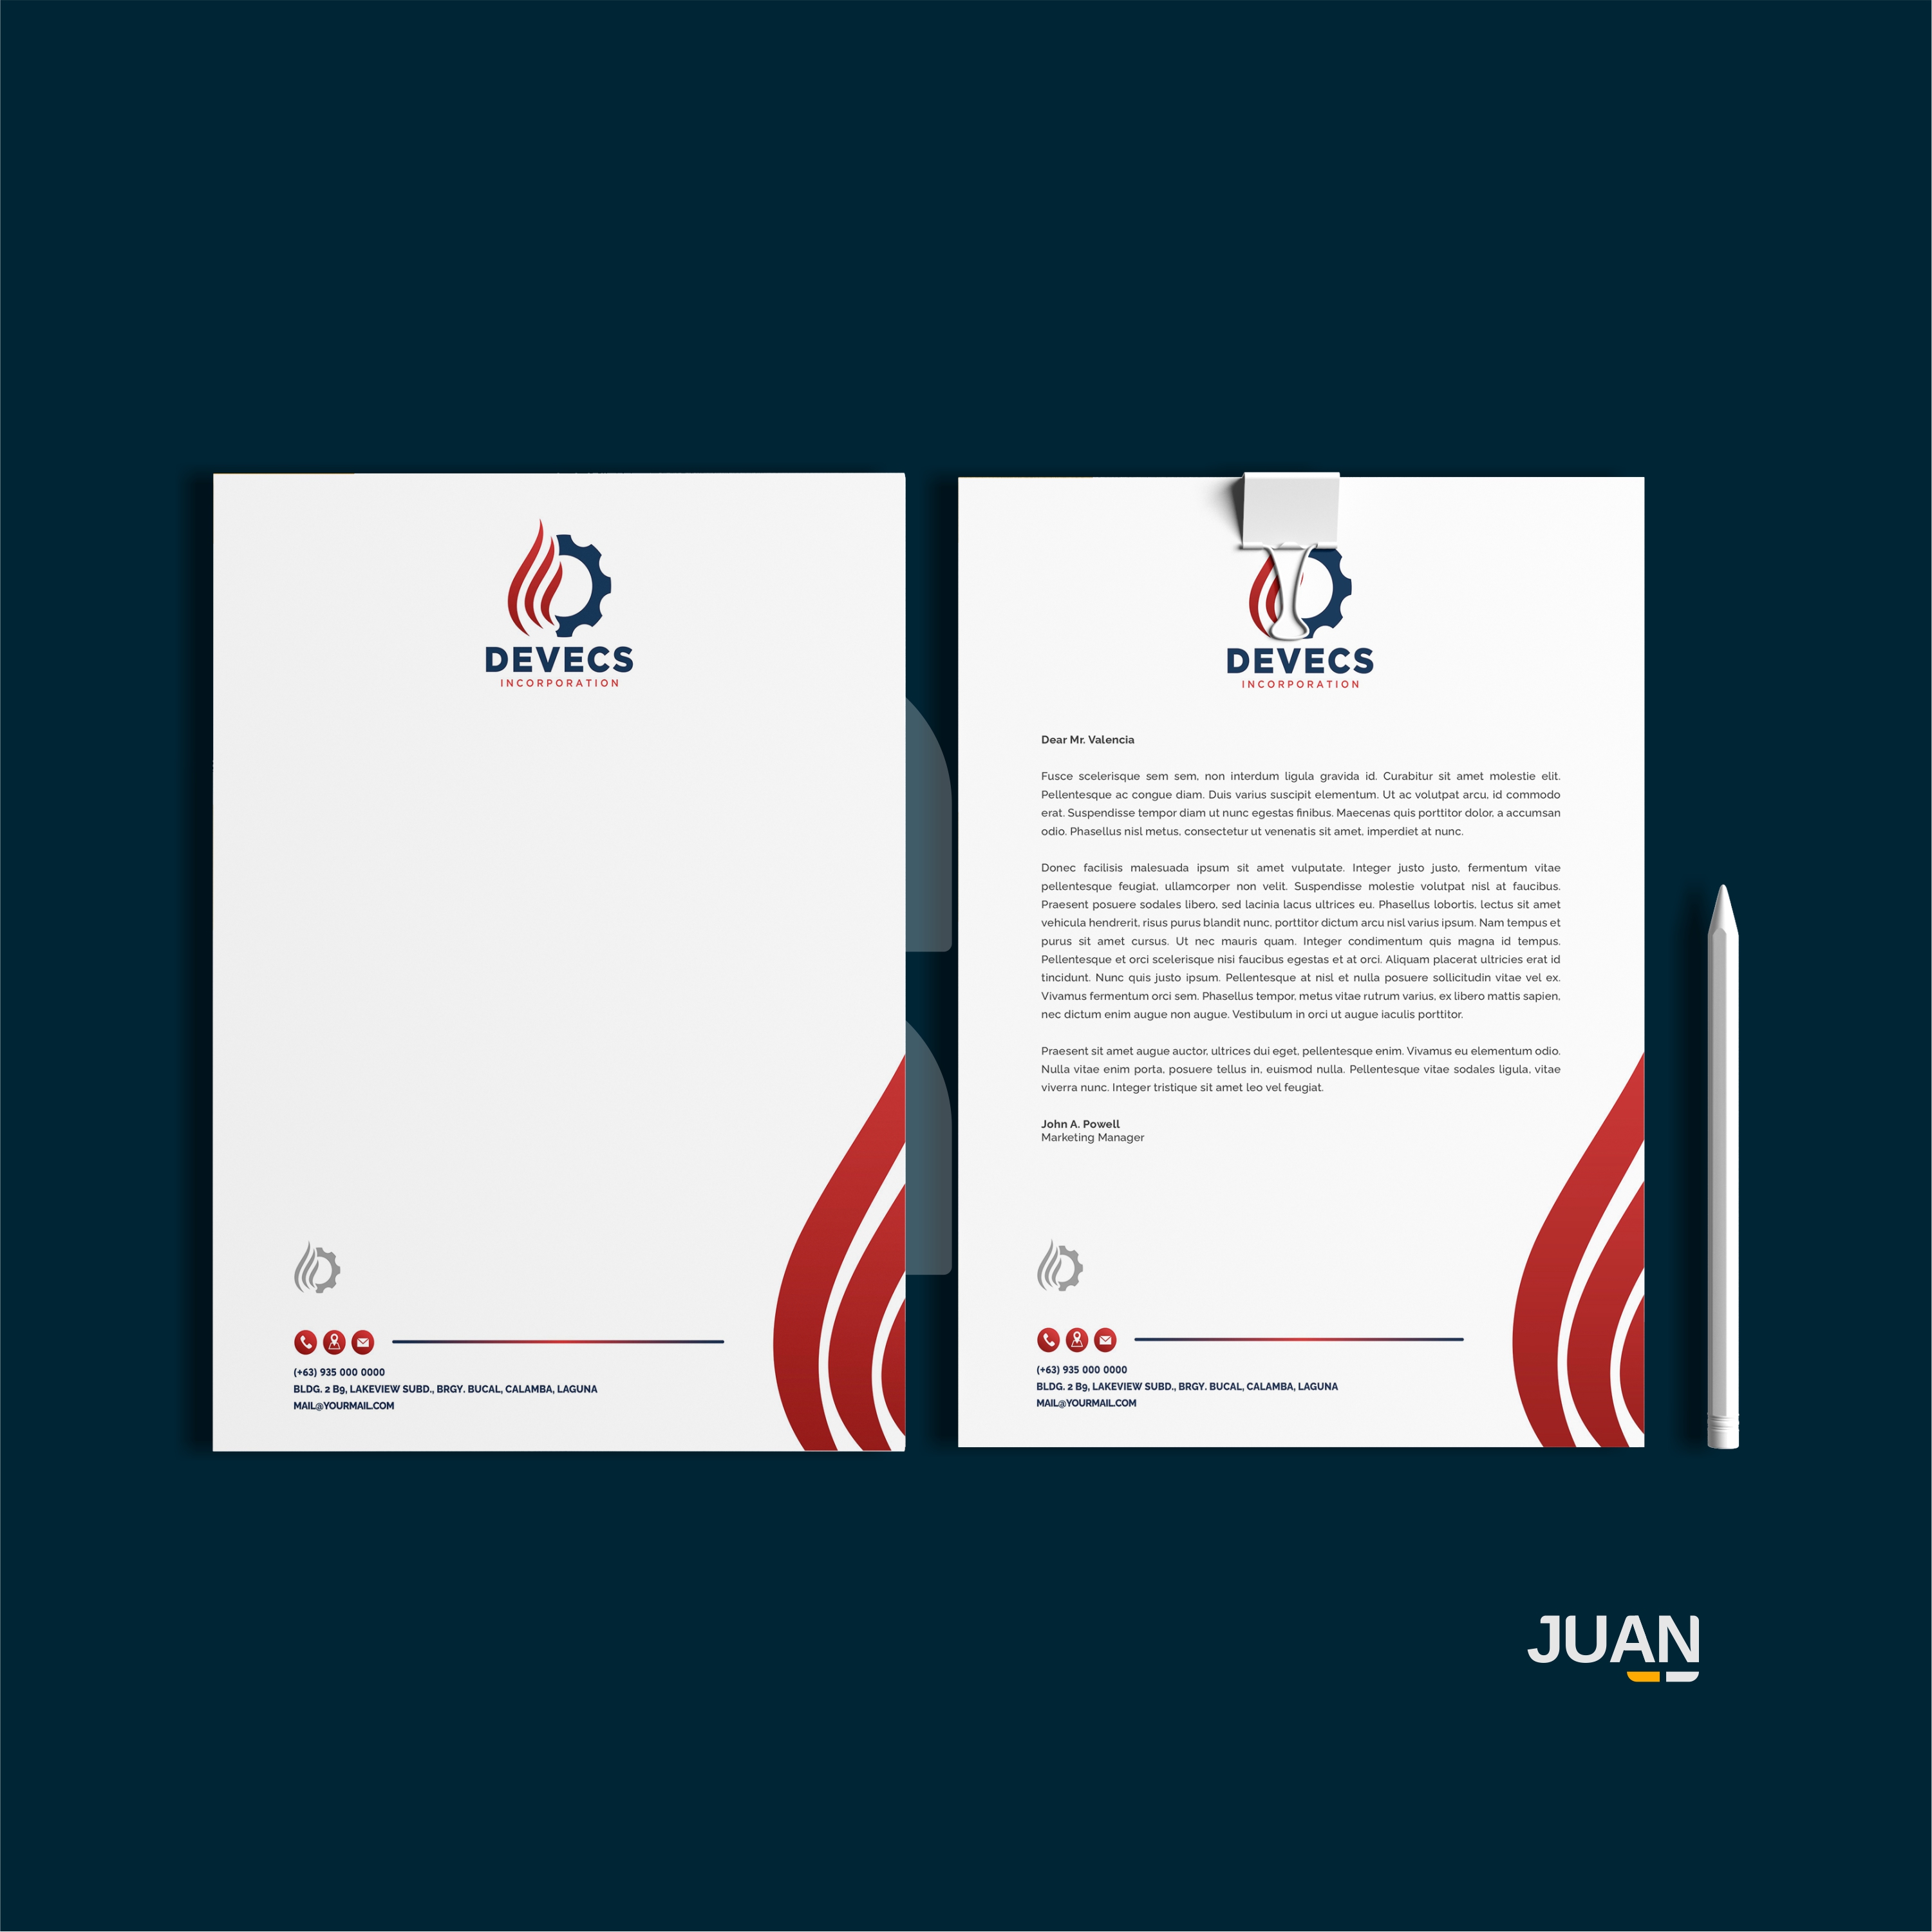 DEVECS
INCORPORATION
(+63) 935 000 0000
BLDG. 2 B9, LAKEVIEW SUBD., BRGY. BUCAL, CALAMBA, LAGUNA
MAIL@YOURMAIL.COM
DEVECS
INCORPORATION
Dear Mr. Valencia
Fusce scelerisque sem sem, non interdum ligula gravida id. Curabitur sit amet molestie elit.
Pellentesque ac congue diam. Duis varius suscipit elementum. Ut ac volutpat arcu, id commodo
erat. Suspendisse tempor diam ut nunc egestas finibus. Maecenas quis porttitor dolor, a accumsan
odio. Phasellus nisl metus, consectetur ut venenatis sit amet, imperdiet at nunc.
Donec facilisis malesuada ipsum sit amet vulputate. Integer justo justo, fermentum vitae
pellentesque feugiat, ullamcorper non velit. Suspendisse molestie volutpat nisl at faucibus.
Praesent posuere sodales libero, sed lacinia lacus ultrices eu. Phasellus lobortis, lectus sit amet
vehicula hendrerit, risus purus blandit nunc, porttitor dictum arcu nisl varius ipsum. Nam tempus et
purus sit amet cursus. Ut nec mauris quam. Integer condimentum quis magna id tempus.
Pellentesque et orci scelerisque nisi faucibus egestas et at orci. Aliquam placerat ultricies erat id
tincidunt. Nunc quis justo ipsum. Pellentesque at nisl et nulla posuere sollicitudin vitae vel ex.
Vivamus fermentum orci sem. Phasellus tempor, metus vitae rutrum varius, ex libero mattis sapien,
nec dictum enim augue non augue. Vestibulum in orci ut augue iaculis porttitor.
Praesent sit amet augue auctor, ultrices dui eget, pellentesque enim. Vivamus eu elementum odio.
Nulla vitae enim porta, posuere tellus in, euismod nulla. Pellentesque vitae sodales ligula, vitae
viverra nunc. Integer tristique sit amet leo vel feugiat.
John A. Powell
Marketing Manager
(+63) 935 000 0000
BLDG. 2 B9, LAKEVIEW SUBD., BRGY. BUCAL, CALAMBA, LAGUNA
MAIL@YOURMAIL.COM
JUAN